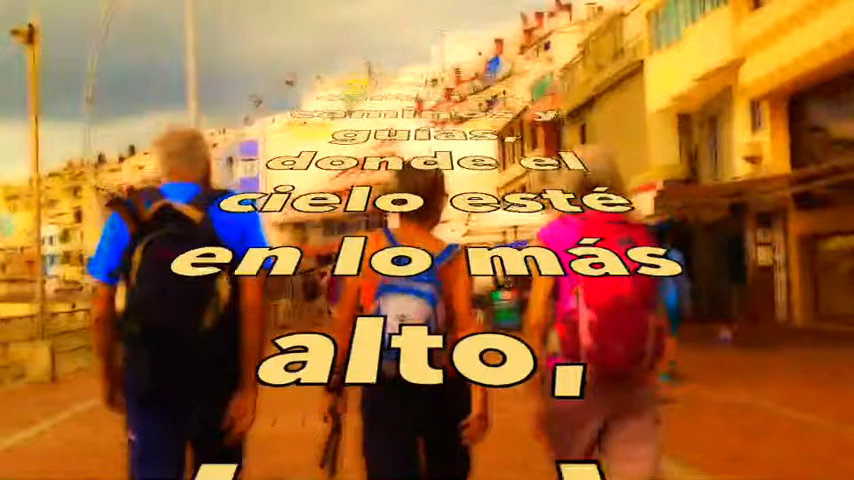 caminos y
guías.
donde el
cielo esté
en lo más
alto.